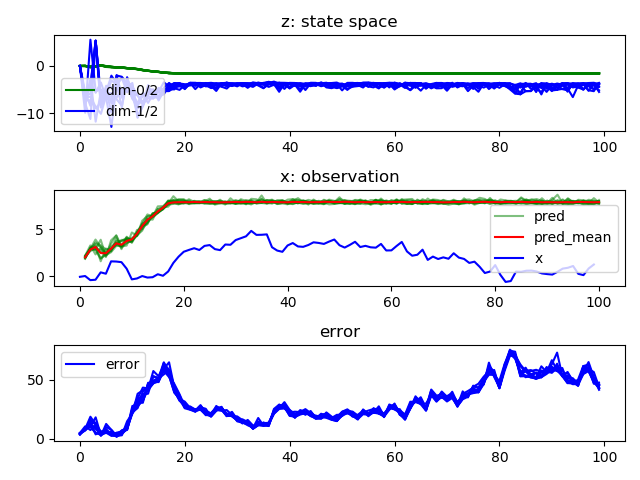 z: state space
0
−10
dim-0/2
dim-1/2
0 20 40 60 80 100
x: observation
5
0
pred
pred_mean
x
0 20 40 60 80 100
error
50
0
error
0 20 40 60 80 100